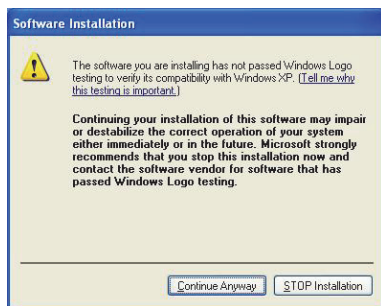 Software Installation
The software you are installing has not passed Windows Logo
testing to verify its compatibility with Windows XP. (Tell me why
this testing is important.)
Continuing your installation of this software may impair
or destabilize the correct operation of your system
either immediately or in the future. Microsoft strongly
recommends that you stop this installation now and
contact the software vendor for software that has
passed Windows Logo testing.
Continue Anyway
STOP Installation